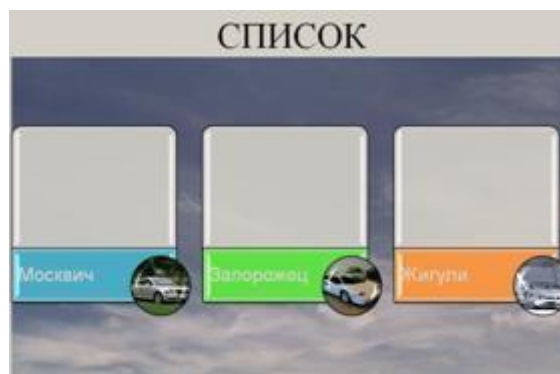 СПИСОК
Москвич
Запорожец
Жигули